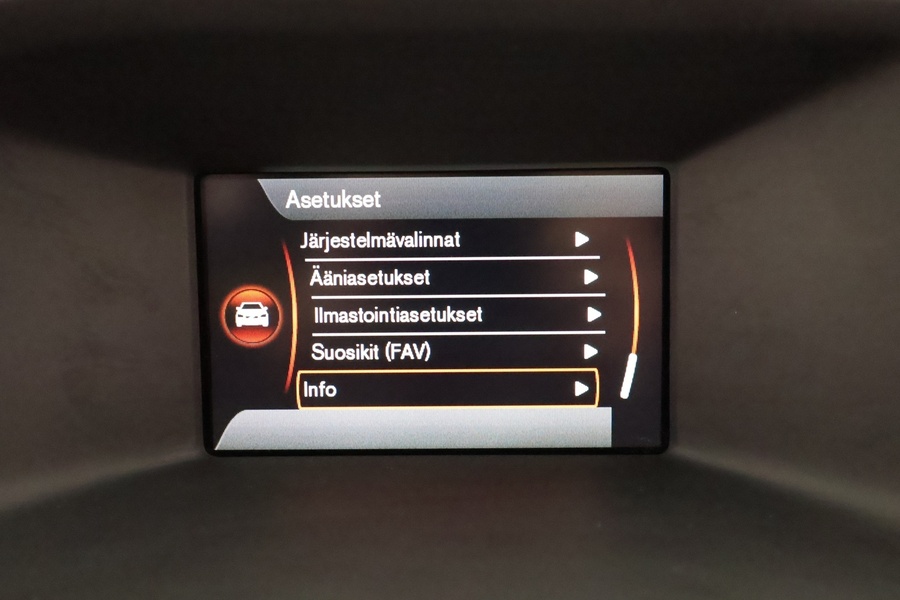 Asetukset
Järjestelmävalinnat
Ääniasetukset
Ilmastointiasetukset
Suosikit (FAV)
Info